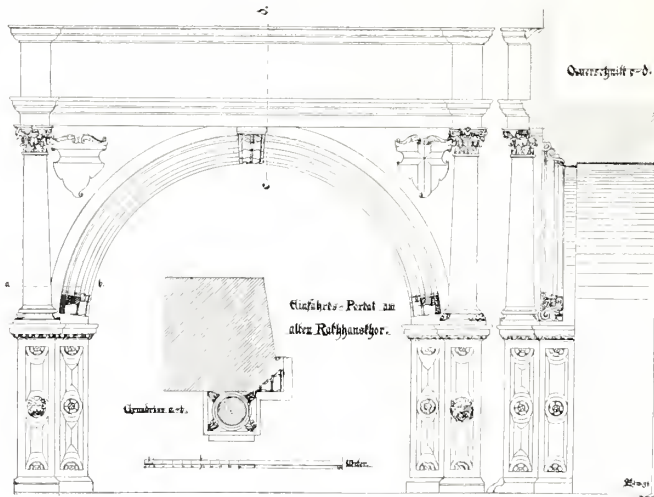 d.
Querschnitt c-d.
c
a.
b.
Einfahrts-Portal am
alten Rathhausthor.
Grundriss a.-b.
Meter.